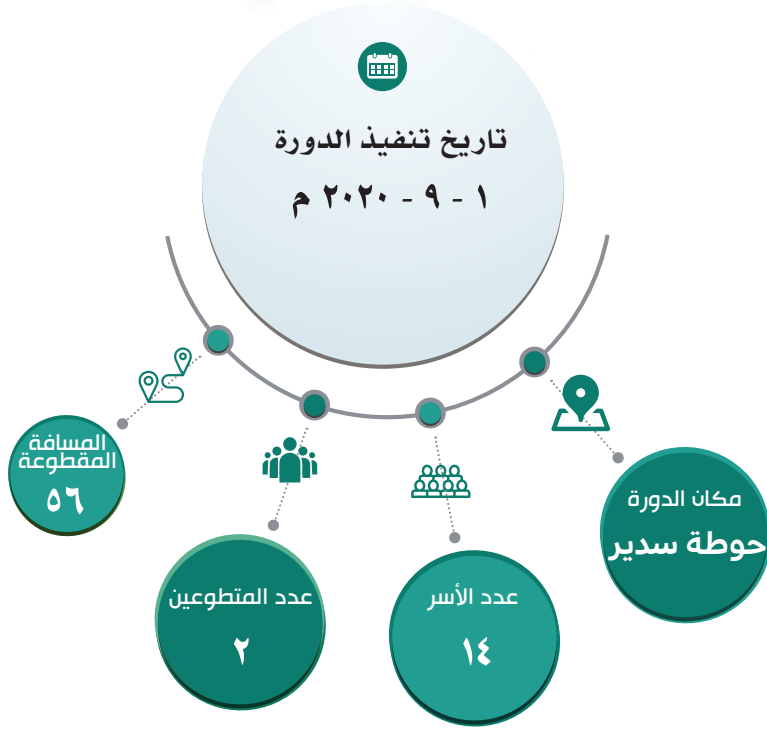 تاريخ تنفيذ الدورة
١ - ٩ - ٢٠٢٠ م
مكان الدورة
حوطة سدير
عدد الأسر
١٤
عدد المتطوعين
٢
المسافة
المقطوعة
٥٦